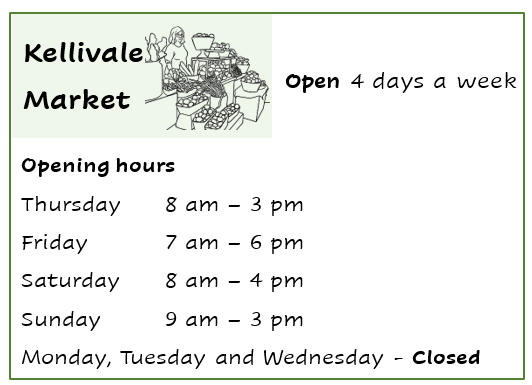 Kellivale
Market
Open 4 days a week
Opening hours
Thursday 8 am – 3 pm
Friday 7 am – 6 pm
Saturday 8 am – 4 pm
Sunday 9 am – 3 pm
Monday, Tuesday and Wednesday - Closed